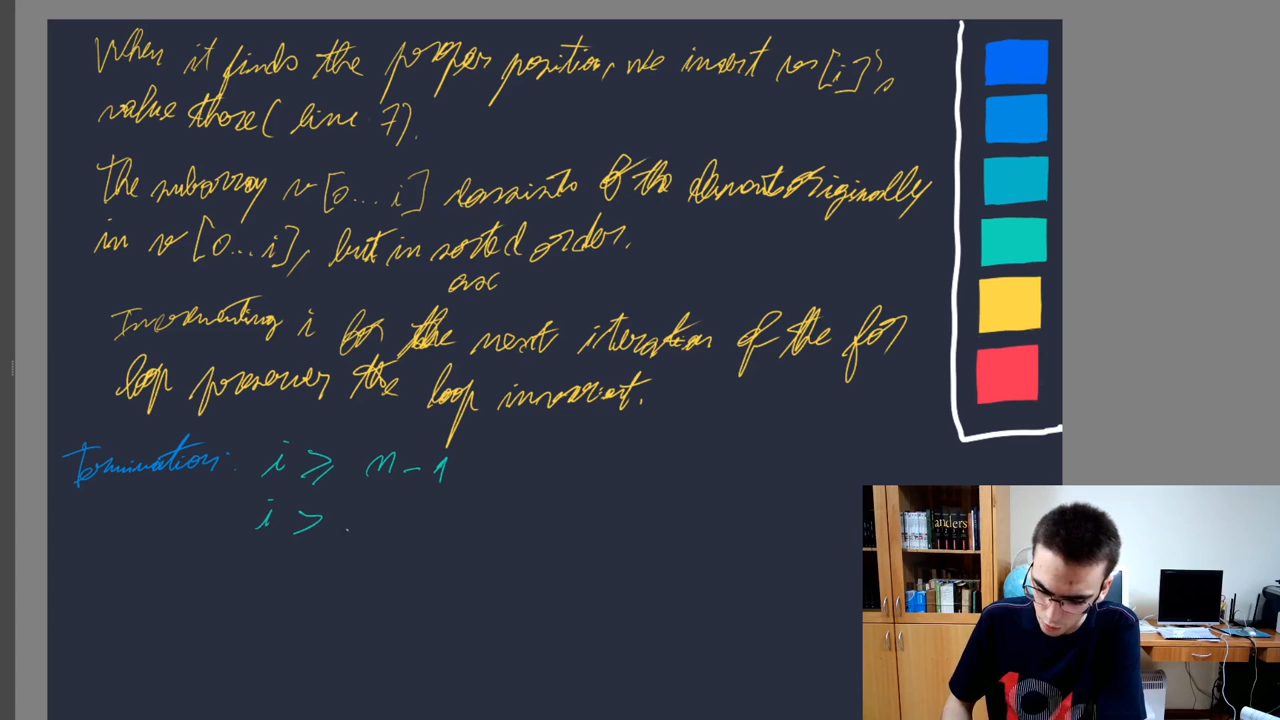 When it finds the proper position, we insert v[i]'s
value there (line 7).
The subarray v[0...i] consists of the elements originally
in v[0...i], but in sorted order.
asc
Incrementing i for the next iteration of the for
loop preserves the loop invariant.
Termination: i ≥ n-1
i >
anders